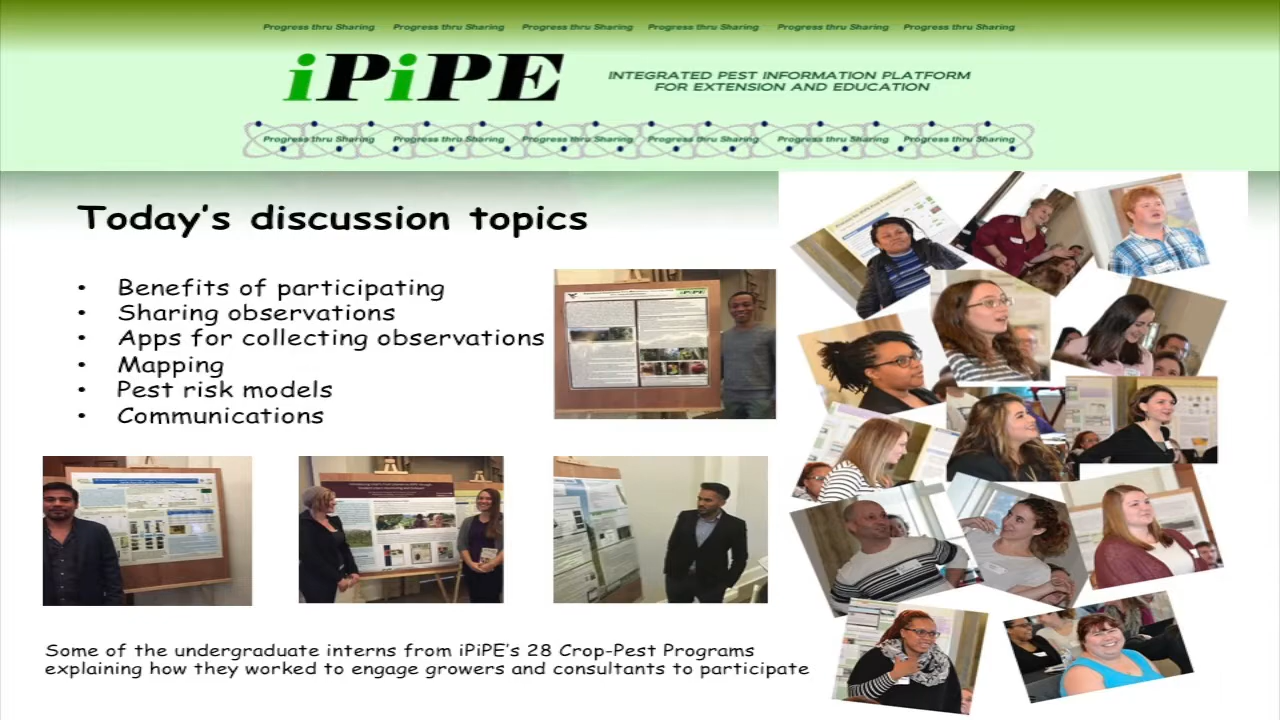 Progress thru Sharing Progress thru Sharing Progress thru Sharing Progress thru Sharing Progress thru Sharing Progress thru Sharing
iPiPE
INTEGRATED PEST INFORMATION PLATFORM
FOR EXTENSION AND EDUCATION
Progress thru Sharing Progress thru Sharing Progress thru Sharing Progress thru Sharing Progress thru Sharing Progress thru Sharing
Today's discussion topics
• Benefits of participating
• Sharing observations
• Apps for collecting observations
• Mapping
• Pest risk models
• Communications
iPiPE
Some of the undergraduate interns from iPiPE's 28 Crop-Pest Programs
explaining how they worked to engage growers and consultants to participate